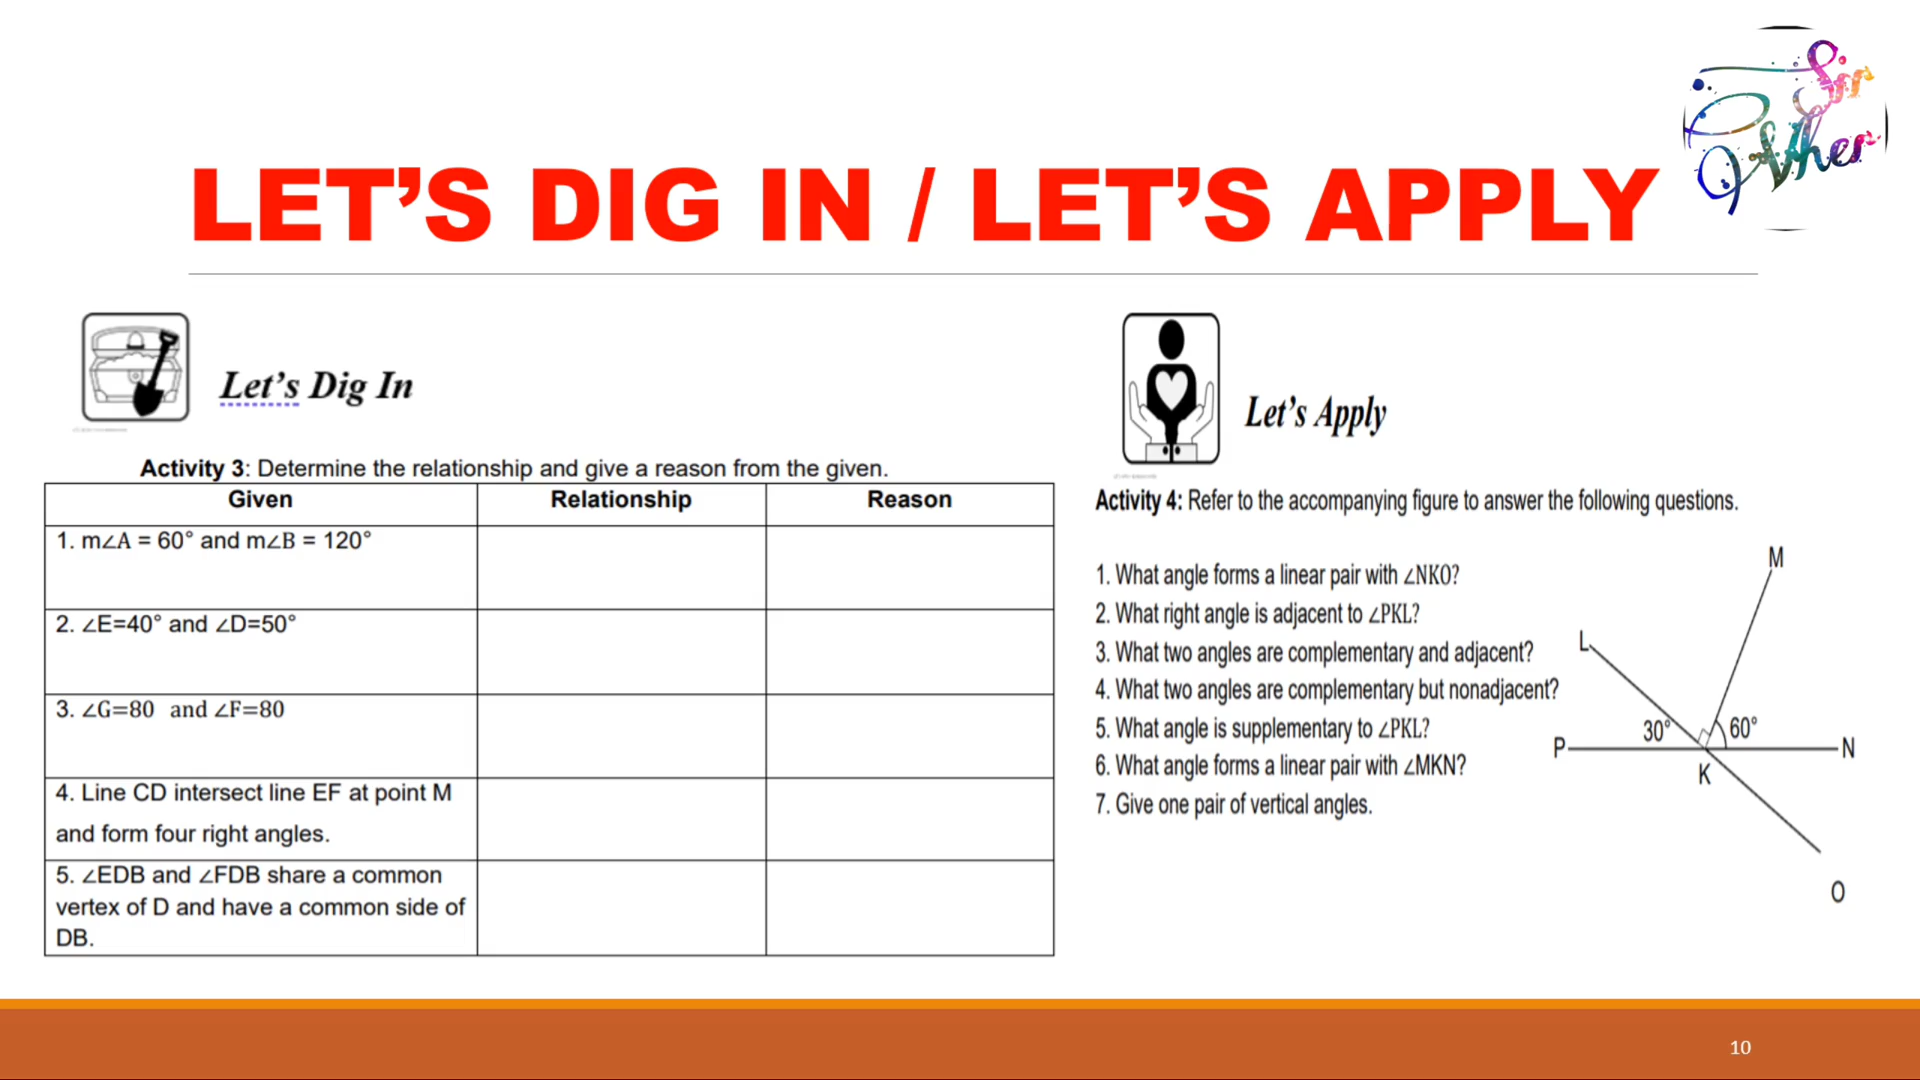 Sir
Esther
LET’S DIG IN / LET’S APPLY
Let’s Dig In
Activity 3: Determine the relationship and give a reason from the given.
Given Relationship Reason
1. m∠A = 60° and m∠B = 120°
2. ∠E=40° and ∠D=50°
3. ∠G=80 and ∠F=80
4. Line CD intersect line EF at point M
and form four right angles.
5. ∠EDB and ∠FDB share a common
vertex of D and have a common side of
DB.
Let’s Apply
Activity 4: Refer to the accompanying figure to answer the following questions.
1. What angle forms a linear pair with ∠NKO?
2. What right angle is adjacent to ∠PKL?
3. What two angles are complementary and adjacent?
4. What two angles are complementary but nonadjacent?
5. What angle is supplementary to ∠PKL?
6. What angle forms a linear pair with ∠MKN?
7. Give one pair of vertical angles.
M
L
30° 60°
P N
K
O
10